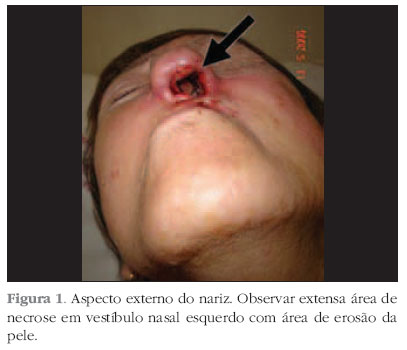 Figura 1. Aspecto externo do nariz. Observar extensa área de
necrose em vestíbulo nasal esquerdo com área de erosão da
pele.